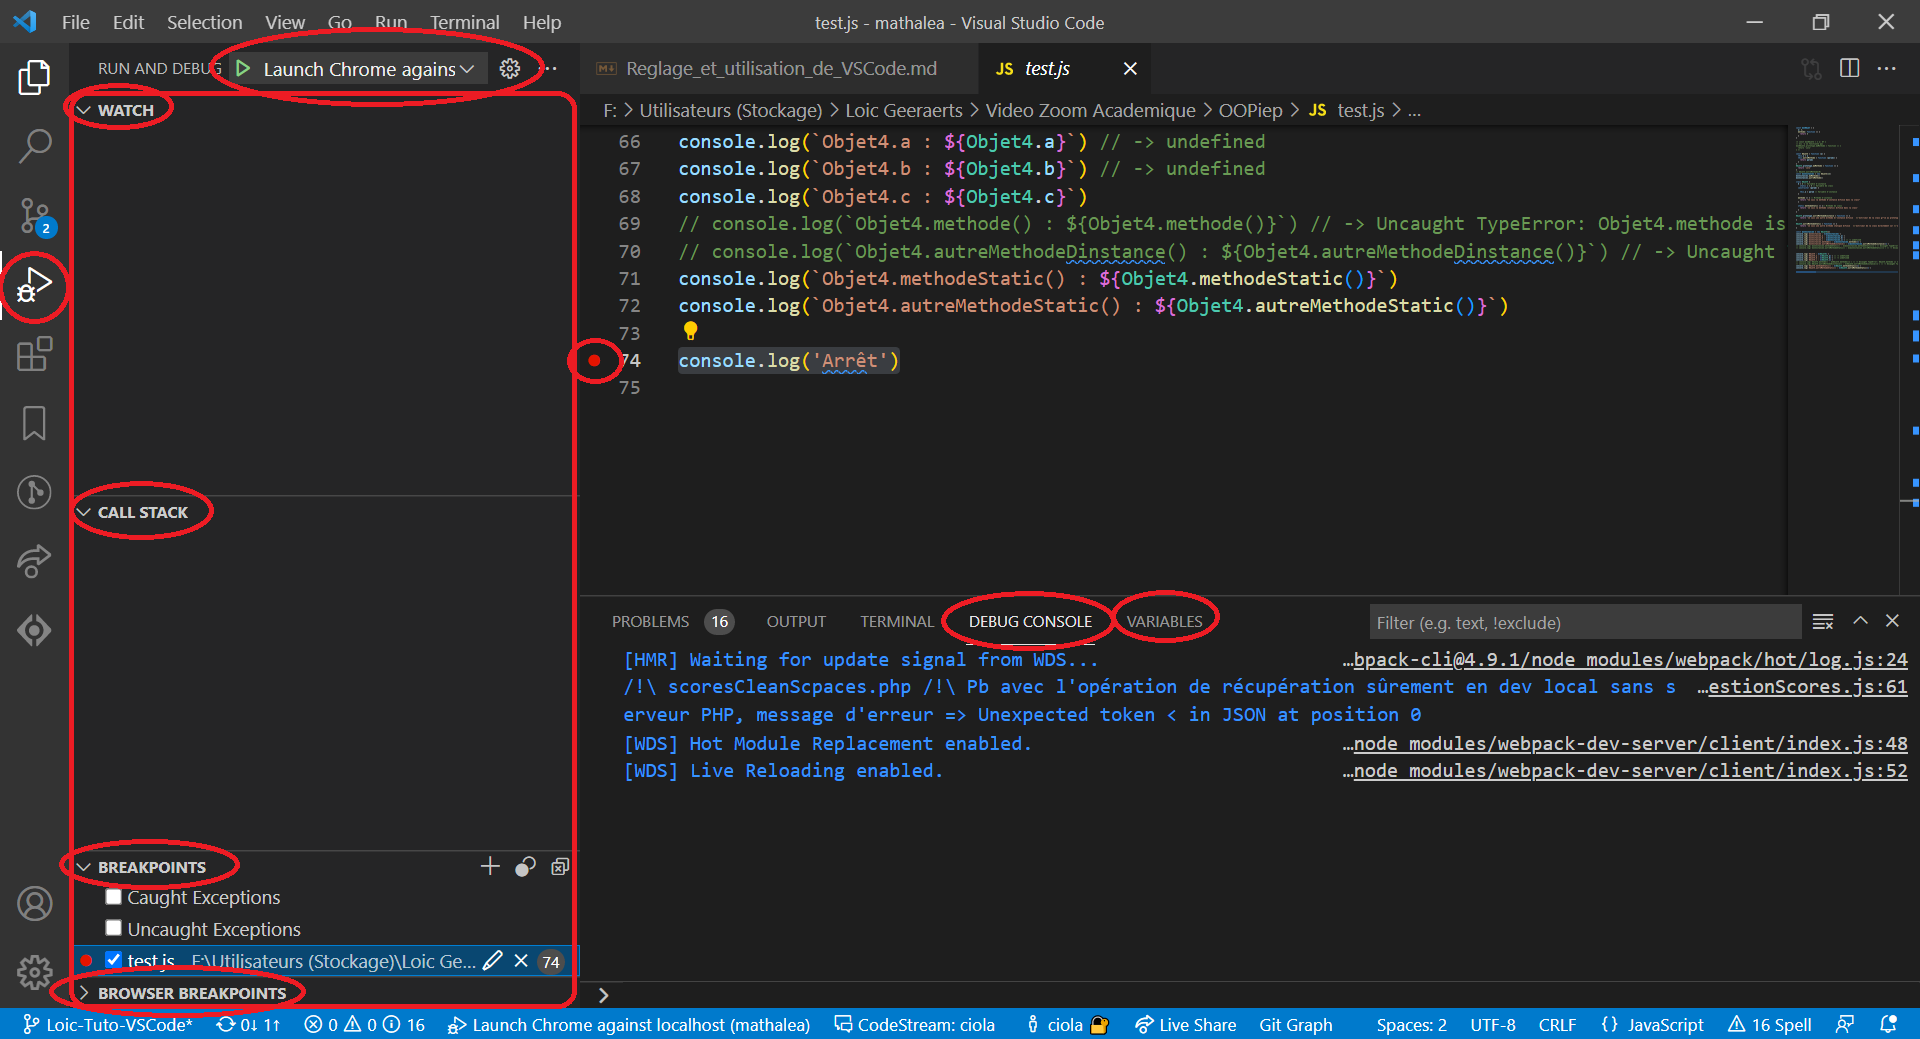 File Edit Selection View Go Run Terminal Help
test.js - mathalea - Visual Studio Code
RUN AND DEBUG
Launch Chrome agains
WATCH
CALL STACK
BREAKPOINTS
Caught Exceptions
Uncaught Exceptions
test.js F:\Utilisateurs (Stockage)\Loic Ge... 74
BROWSER BREAKPOINTS
2
Reglage_et_utilisation_de_VSCode.md
JS test.js
F: > Utilisateurs (Stockage) > Loic Geeraerts > Video Zoom Academique > OOPiep > JS test.js > ...
66 console.log(`Objet4.a : ${Objet4.a}`) // -> undefined
67 console.log(`Objet4.b : ${Objet4.b}`) // -> undefined
68 console.log(`Objet4.c : ${Objet4.c}`)
69 // console.log(`Objet4.methode() : ${Objet4.methode()}`) // -> Uncaught TypeError: Objet4.methode is
70 // console.log(`Objet4.autreMethodeDinstance() : ${Objet4.autreMethodeDinstance()}`) // -> Uncaught
71 console.log(`Objet4.methodeStatic() : ${Objet4.methodeStatic()}`)
72 console.log(`Objet4.autreMethodeStatic() : ${Objet4.autreMethodeStatic()}`)
73
74 console.log('Arrêt')
75
PROBLEMS 16 OUTPUT TERMINAL DEBUG CONSOLE VARIABLES
Filter (e.g. text, !exclude)
[HMR] Waiting for update signal from WDS... …bpack-cli@4.9.1/node_modules/webpack/hot/log.js:24
/!\ scoresCleanScpaces.php /!\ Pb avec l'opération de récupération sûrement en dev local sans s …estionScores.js:61
erveur PHP, message d'erreur => Unexpected token < in JSON at position 0
[WDS] Hot Module Replacement enabled. …node_modules/webpack-dev-server/client/index.js:48
[WDS] Live Reloading enabled. …node_modules/webpack-dev-server/client/index.js:52
>
Loic-Tuto-VSCode* 0↓ 1↑ 0 0 16 Launch Chrome against localhost (mathalea) CodeStream: ciola ciola Live Share Git Graph Spaces: 2 UTF-8 CRLF {} JavaScript 16 Spell